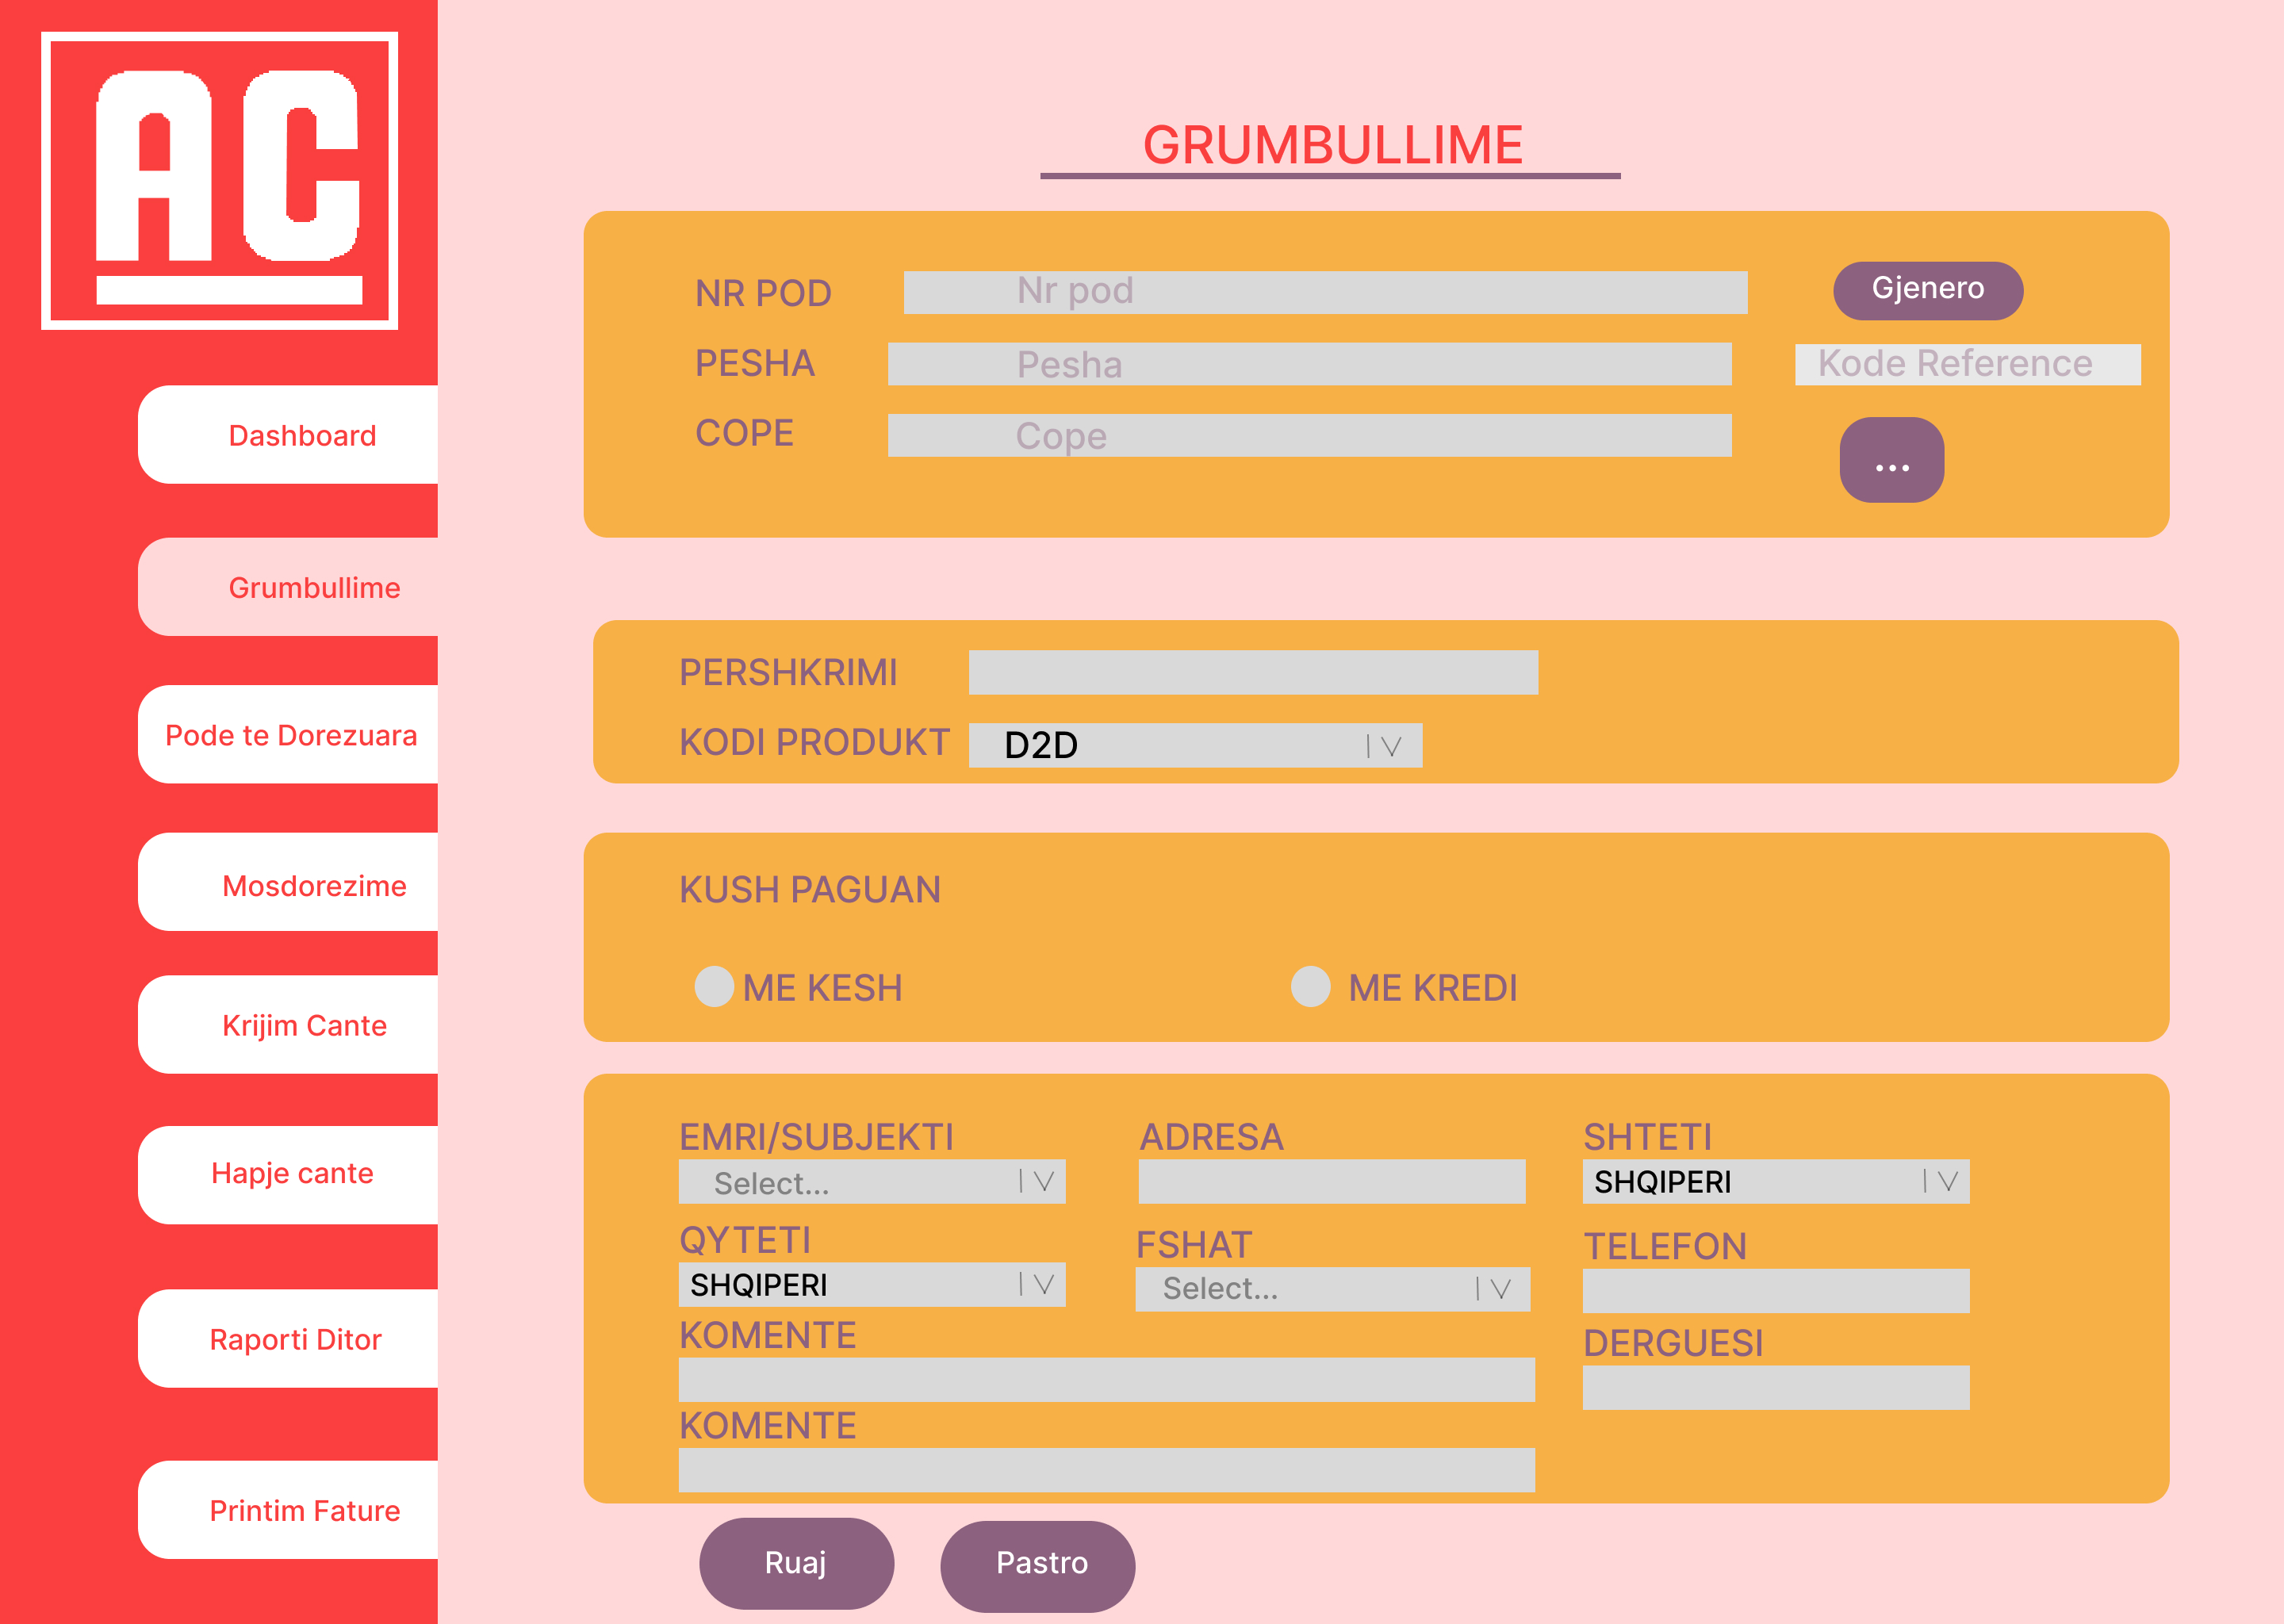 AC
Dashboard
Grumbullime
Pode te Dorezuara
Mosdorezime
Krijim Cante
Hapje cante
Raporti Ditor
Printim Fature
GRUMBULLIME
NR POD Nr pod Gjenero
PESHA Pesha Kode Reference
COPE Cope ...
PERSHKRIMI
KODI PRODUKT D2D
KUSH PAGUAN
ME KESH ME KREDI
EMRI/SUBJEKTI ADRESA SHTETI
Select... SHQIPERI
QYTETI FSHAT TELEFON
SHQIPERI Select...
KOMENTE DERGUESI
KOMENTE
Ruaj Pastro